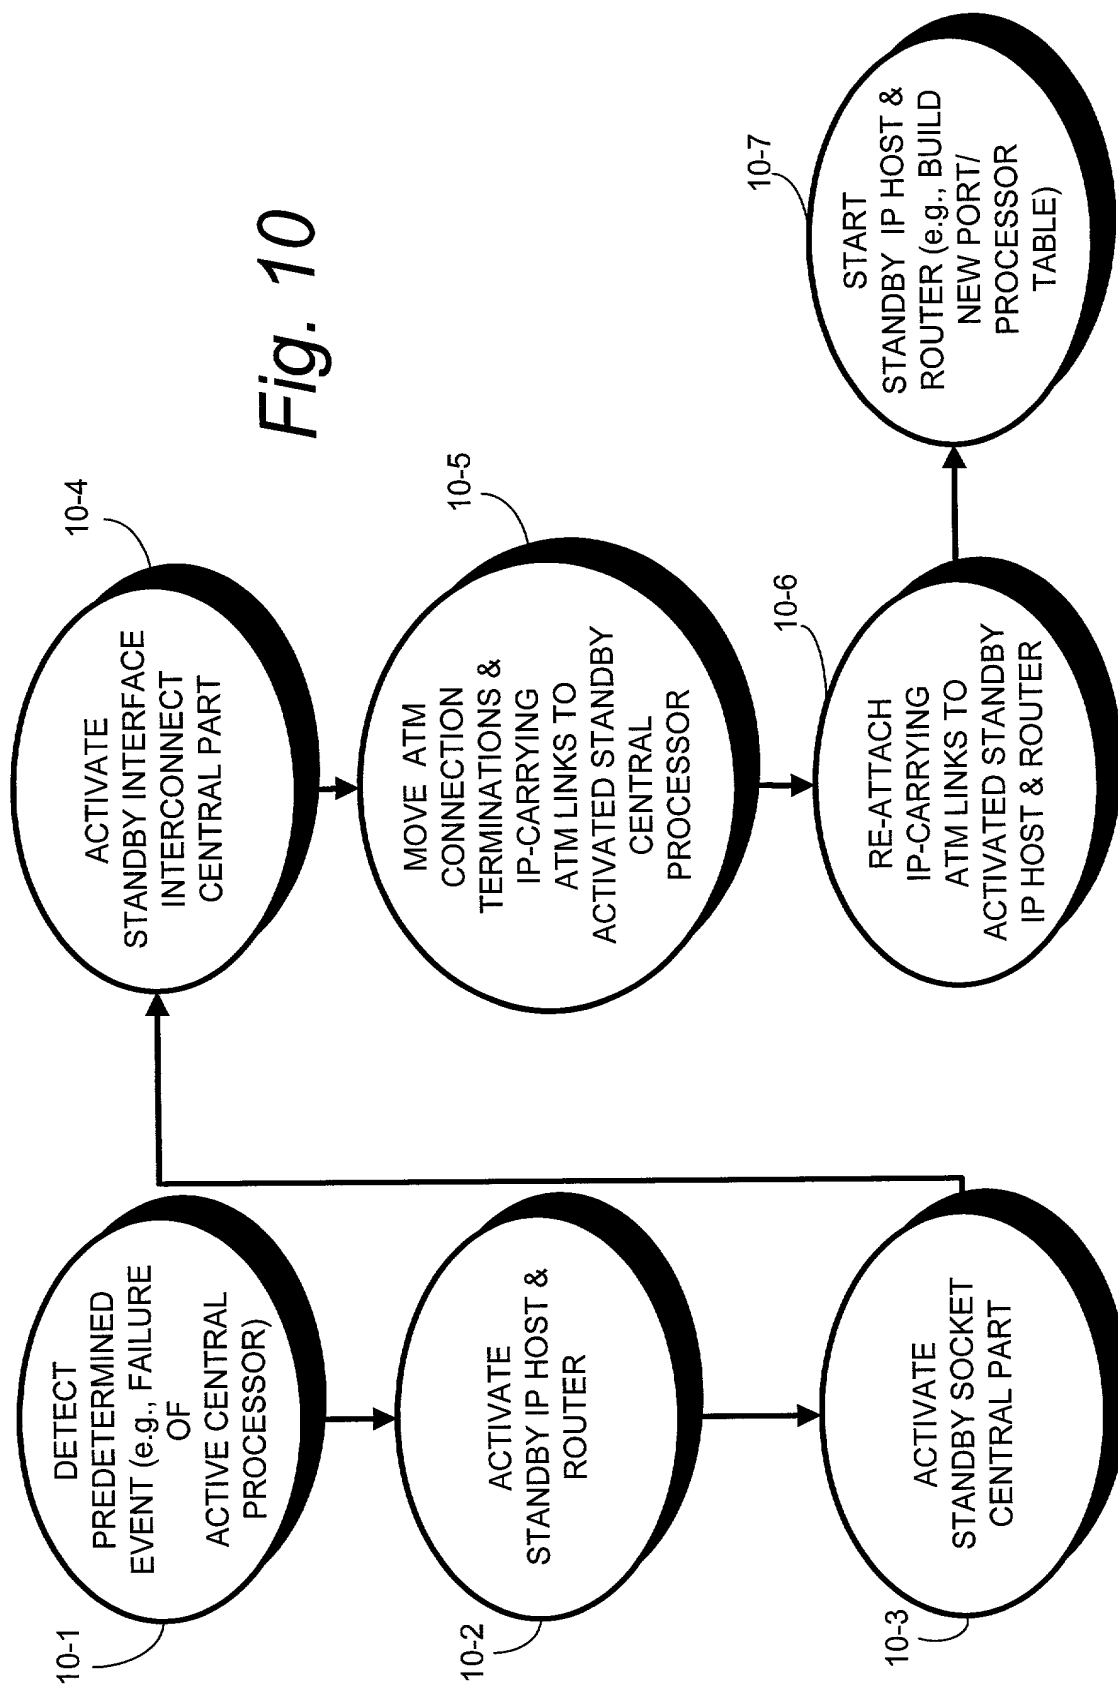 10-1
DETECT
PREDETERMINED
EVENT (e.g., FAILURE
OF
ACTIVE CENTRAL
PROCESSOR)
10-2
ACTIVATE
STANDBY IP HOST &
ROUTER
10-3
ACTIVATE
STANDBY SOCKET
CENTRAL PART
10-4
ACTIVATE
STANDBY INTERFACE
INTERCONNECT
CENTRAL PART
10-5
MOVE ATM
CONNECTION
TERMINATIONS &
IP-CARRYING
ATM LINKS TO
ACTIVATED STANDBY
CENTRAL
PROCESSOR
10-6
RE-ATTACH
IP-CARRYING
ATM LINKS TO
ACTIVATED STANDBY
IP HOST & ROUTER
10-7
START
STANDBY IP HOST &
ROUTER (e.g., BUILD
NEW PORT/
PROCESSOR
TABLE)
Fig. 10